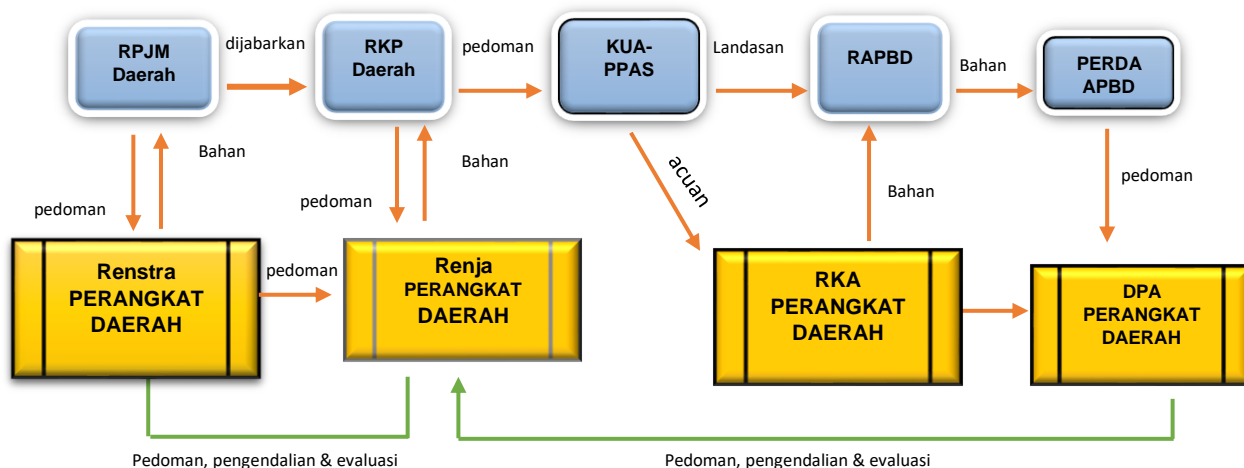 RPJM
Daerah
dijabarkan
RKP
Daerah
pedoman
KUA-
PPAS
Landasan
RAPBD
Bahan
PERDA
APBD
pedoman
Bahan
pedoman
Bahan
acuan
Bahan
pedoman
Renstra
PERANGKAT
DAERAH
pedoman
Renja
PERANGKAT
DAERAH
RKA
PERANGKAT
DAERAH
DPA
PERANGKAT
DAERAH
Pedoman, pengendalian & evaluasi
Pedoman, pengendalian & evaluasi